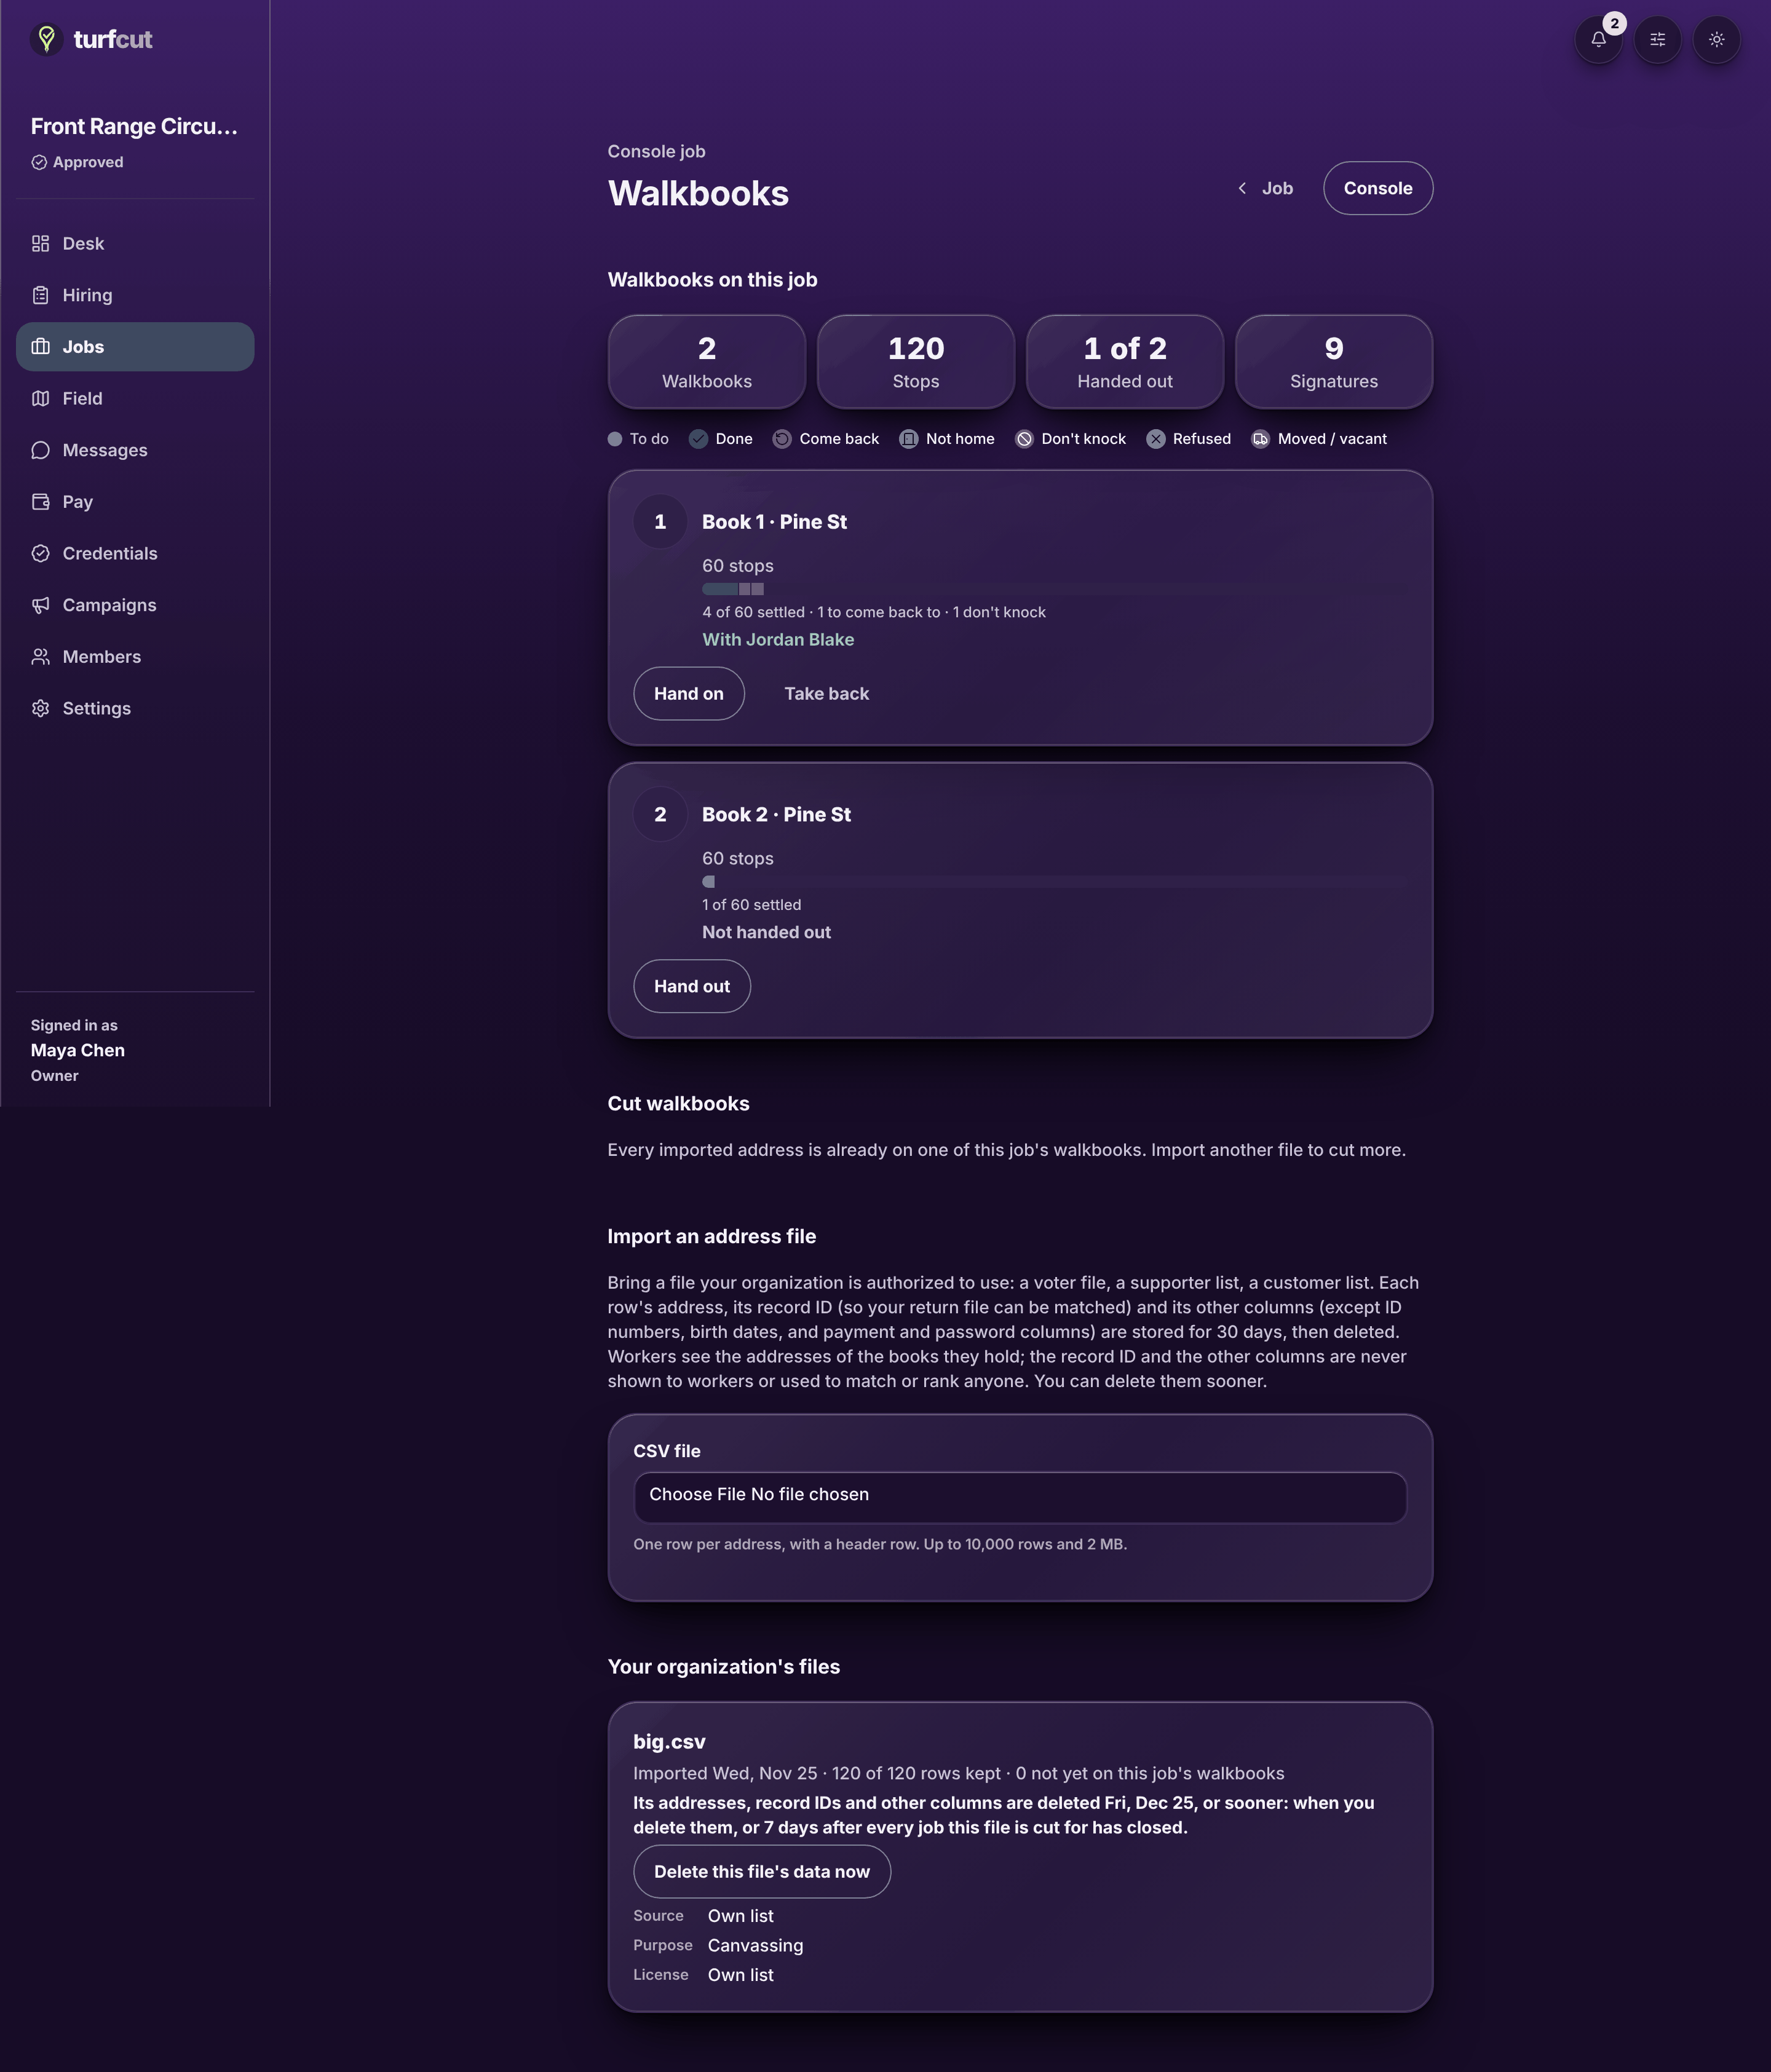 turfcut
2
Front Range Circu...
Approved
Desk
Hiring
Jobs
Field
Messages
Pay
Credentials
Campaigns
Members
Settings
Signed in as
Maya Chen
Owner
Console job
Walkbooks
Job
Console
Walkbooks on this job
2
Walkbooks
120
Stops
1 of 2
Handed out
9
Signatures
To do
Done
Come back
Not home
Don't knock
Refused
Moved / vacant
1
Book 1 · Pine St
60 stops
4 of 60 settled · 1 to come back to · 1 don't knock
With Jordan Blake
Hand on
Take back
2
Book 2 · Pine St
60 stops
1 of 60 settled
Not handed out
Hand out
Cut walkbooks
Every imported address is already on one of this job's walkbooks. Import another file to cut more.
Import an address file
Bring a file your organization is authorized to use: a voter file, a supporter list, a customer list. Each
row's address, its record ID (so your return file can be matched) and its other columns (except ID
numbers, birth dates, and payment and password columns) are stored for 30 days, then deleted.
Workers see the addresses of the books they hold; the record ID and the other columns are never
shown to workers or used to match or rank anyone. You can delete them sooner.
CSV file
Choose File No file chosen
One row per address, with a header row. Up to 10,000 rows and 2 MB.
Your organization's files
big.csv
Imported Wed, Nov 25 · 120 of 120 rows kept · 0 not yet on this job's walkbooks
Its addresses, record IDs and other columns are deleted Fri, Dec 25, or sooner: when you
delete them, or 7 days after every job this file is cut for has closed.
Delete this file's data now
Source Own list
Purpose Canvassing
License Own list